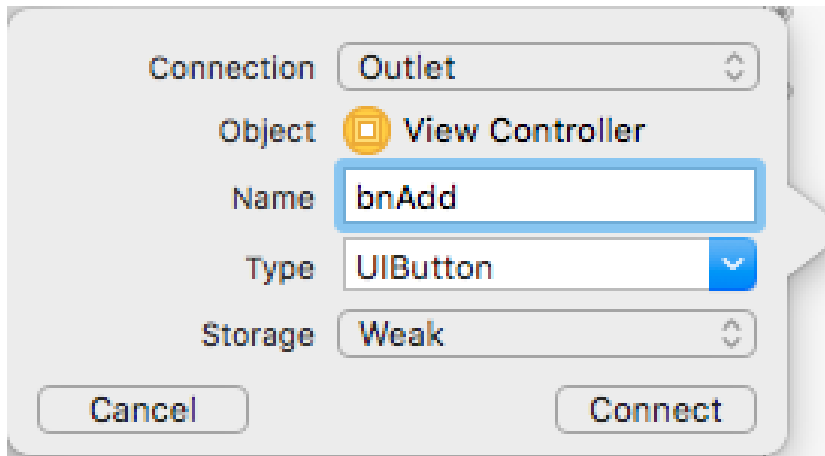 Connection Outlet
Object View Controller
Name bnAdd
Type UIButton
Storage Weak
Cancel Connect